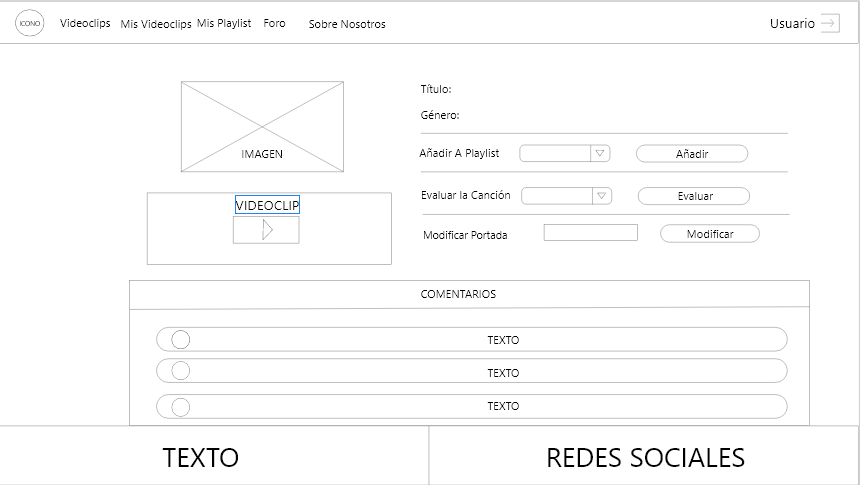 ICONO Videoclips Mis Videoclips Mis Playlist Foro Sobre Nosotros Usuario
IMAGEN
VIDEOCLIP
Título:
Género:
Añadir A Playlist Añadir
Evaluar la Canción Evaluar
Modificar Portada Modificar
COMENTARIOS
TEXTO
TEXTO
TEXTO
TEXTO REDES SOCIALES